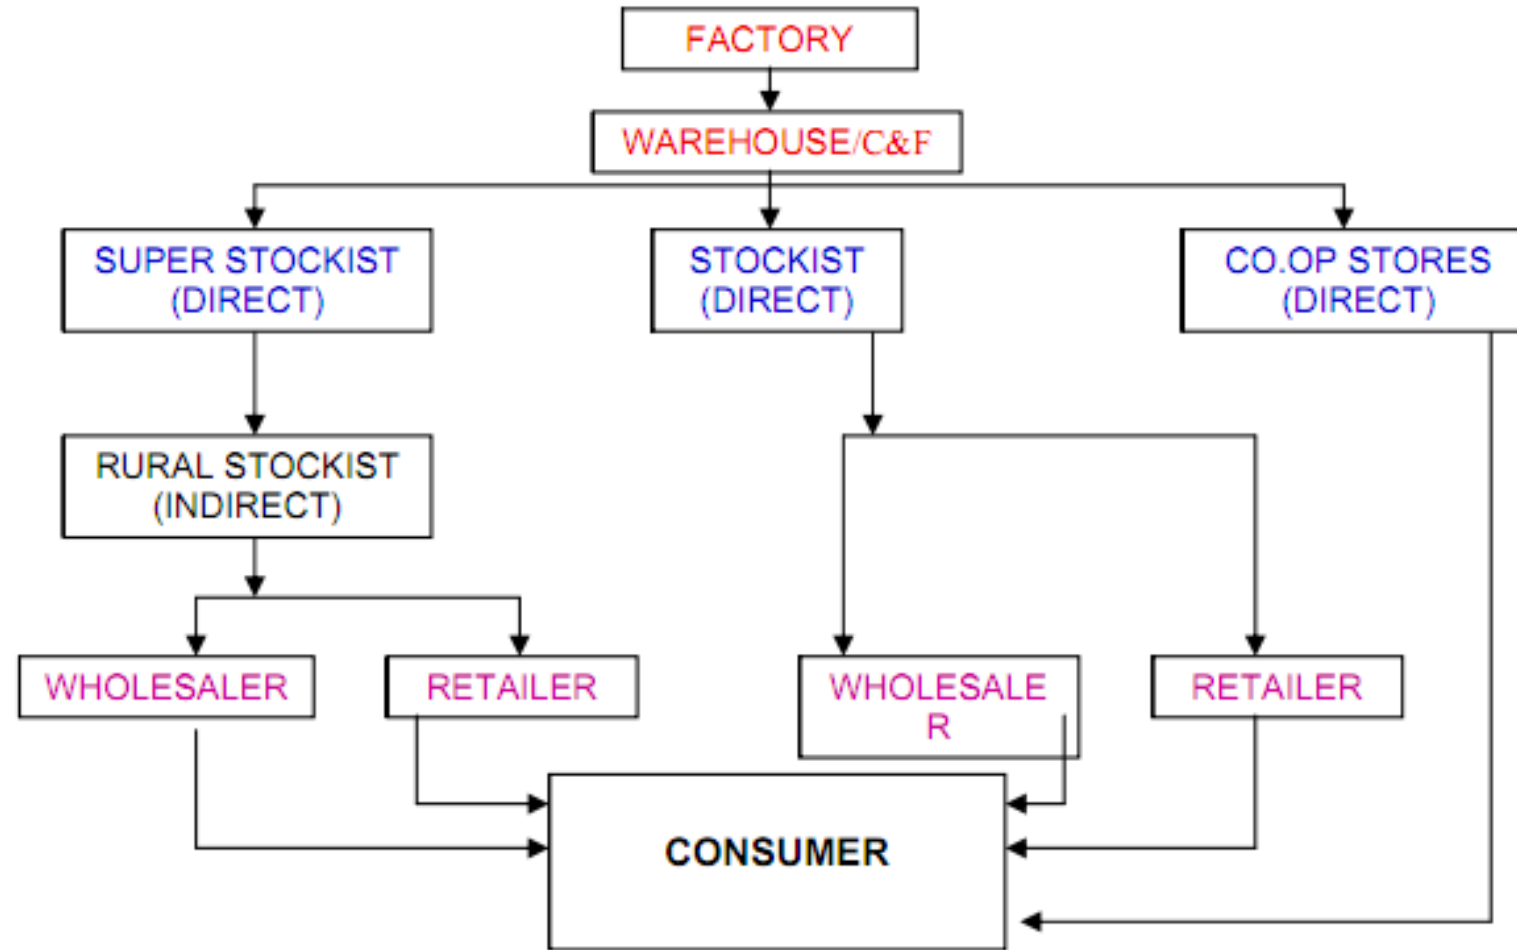 FACTORY
WAREHOUSE/C&F
SUPER STOCKIST
(DIRECT)
STOCKIST
(DIRECT)
CO.OP STORES
(DIRECT)
RURAL STOCKIST
(INDIRECT)
WHOLESALER
RETAILER
WHOLESALE
R
RETAILER
CONSUMER